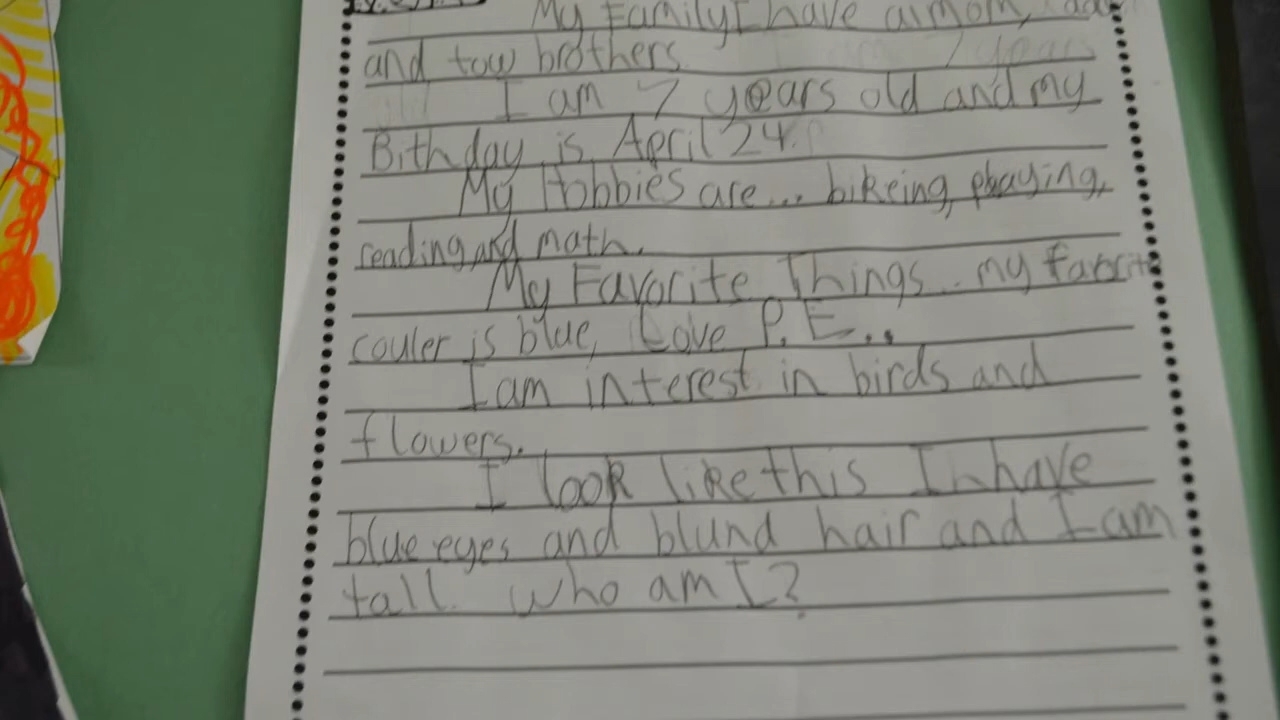 My Family I have a mom, dad
and tow brothers.
I am 7 years old and my
Bithday is April 24.
My Hobbies are... bikeing, playing,
reading and math.
My Favorite Things.. my favorite
couler is blue, Love P.E...
I am interest in birds and
flowers.
I look like this I have
blue eyes and blund hair and I am
tall. Who am I?